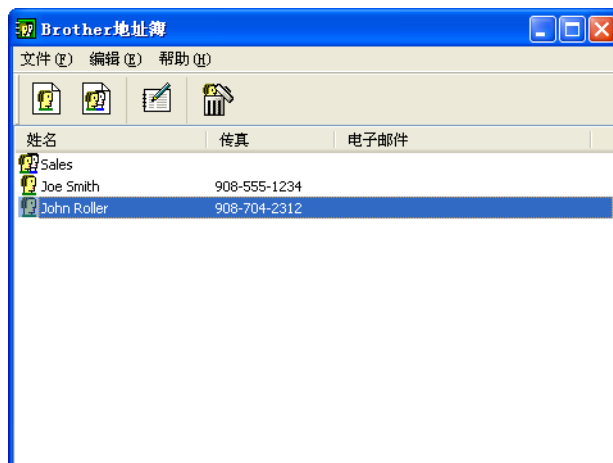 Brother地址簿
文件(F) 编辑(E) 帮助(H)
姓名 传真 电子邮件
Sales
Joe Smith 908-555-1234
John Roller 908-704-2312